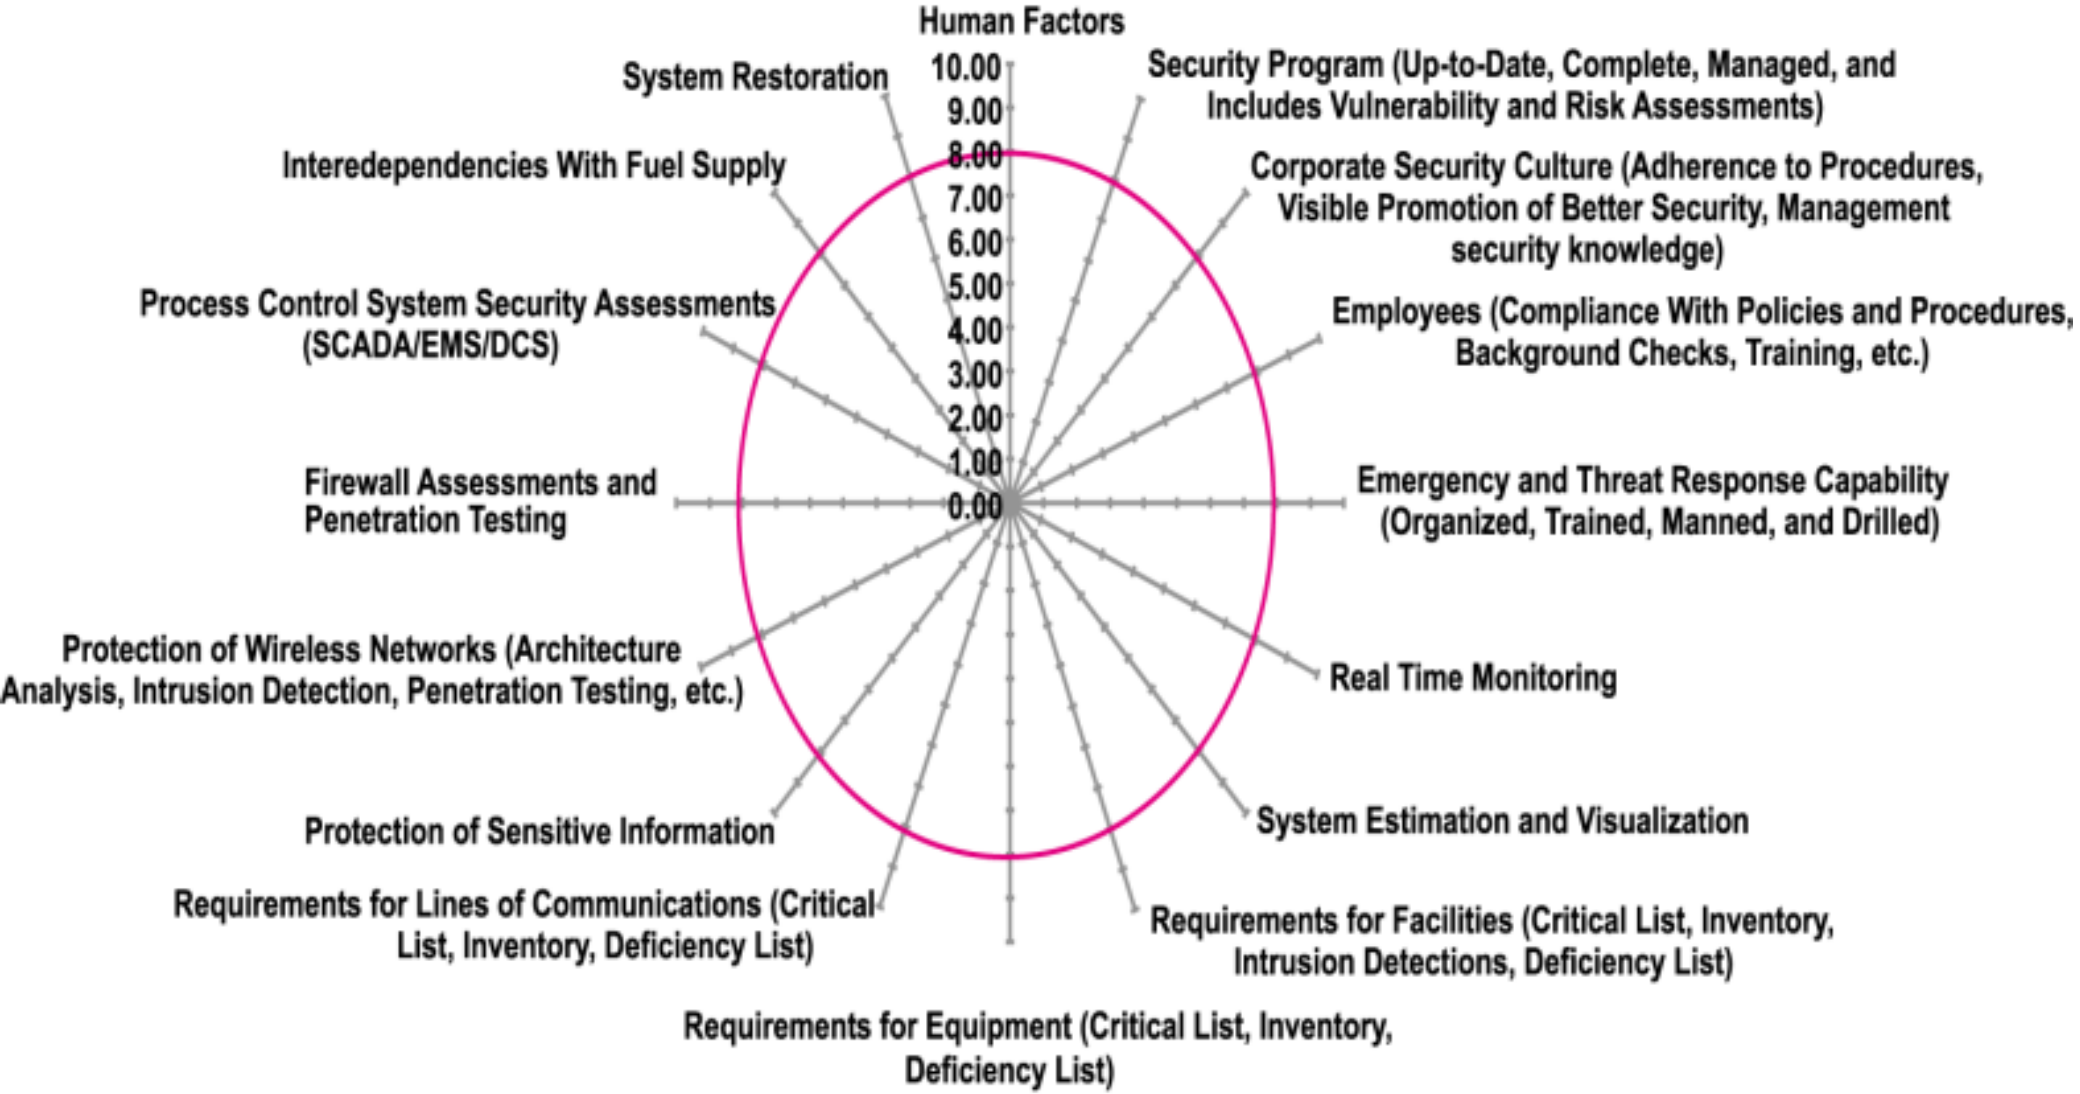 Human Factors
10.00
9.00
8.00
7.00
6.00
5.00
4.00
3.00
2.00
1.00
0.00
Security Program (Up-to-Date, Complete, Managed, and
Includes Vulnerability and Risk Assessments)
Corporate Security Culture (Adherence to Procedures,
Visible Promotion of Better Security, Management
security knowledge)
Employees (Compliance With Policies and Procedures,
Background Checks, Training, etc.)
Emergency and Threat Response Capability
(Organized, Trained, Manned, and Drilled)
Real Time Monitoring
System Estimation and Visualization
Requirements for Facilities (Critical List, Inventory,
Intrusion Detections, Deficiency List)
Requirements for Equipment (Critical List, Inventory,
Deficiency List)
Requirements for Lines of Communications (Critical
List, Inventory, Deficiency List)
Protection of Sensitive Information
Protection of Wireless Networks (Architecture
Analysis, Intrusion Detection, Penetration Testing, etc.)
Firewall Assessments and
Penetration Testing
Process Control System Security Assessments
(SCADA/EMS/DCS)
Interedependencies With Fuel Supply
System Restoration